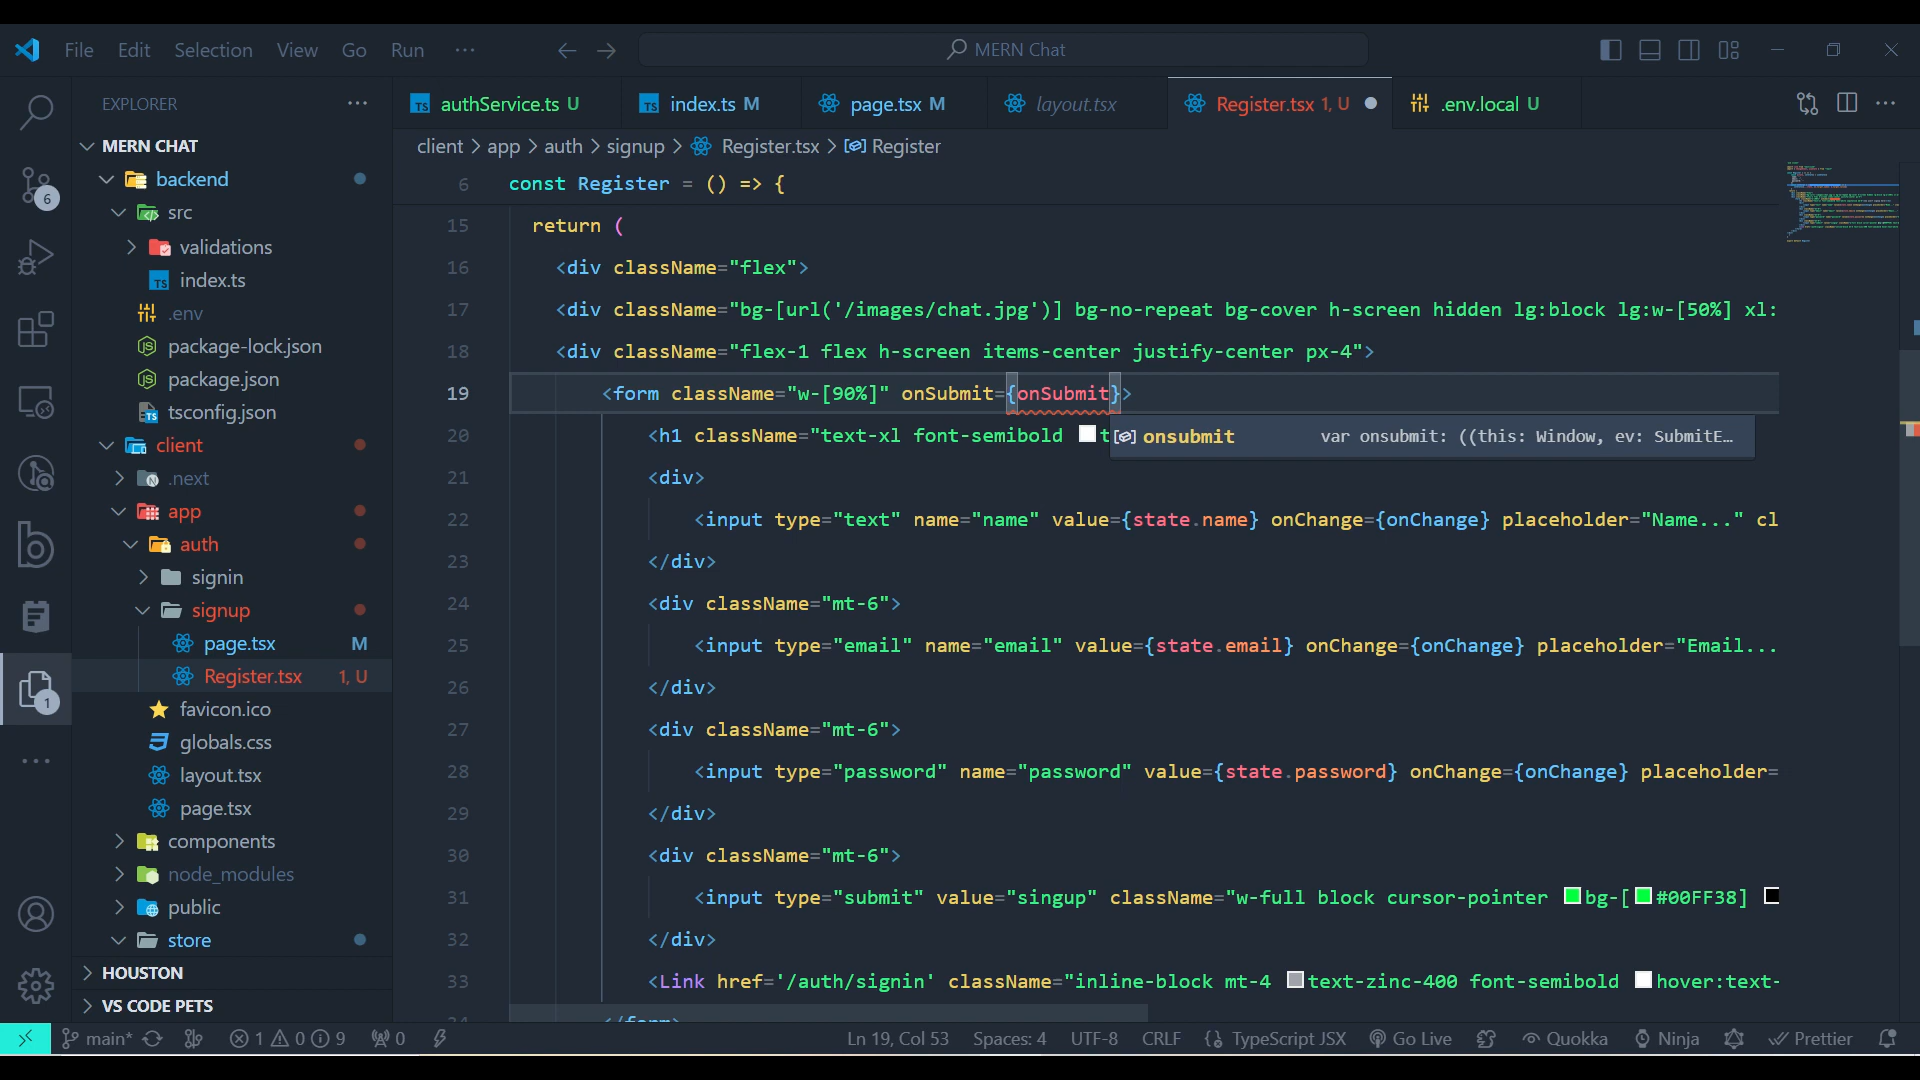 File Edit Selection View Go Run ··· MERN Chat
EXPLORER ···
MERN CHAT
backend
src
validations
index.ts
.env
package-lock.json
package.json
tsconfig.json
client
.next
app
auth
signin
signup
page.tsx M
Register.tsx 1, U
favicon.ico
globals.css
layout.tsx
page.tsx
components
node_modules
public
store
HOUSTON
VS CODE PETS
6
1
authService.ts U index.ts M page.tsx M layout.tsx Register.tsx 1, U .env.local U
client > app > auth > signup > Register.tsx > Register
6 const Register = () => {
15 return (
16 <div className="flex">
17 <div className="bg-[url('/images/chat.jpg')] bg-no-repeat bg-cover h-screen hidden lg:block lg:w-[50%] xl:
18 <div className="flex-1 flex h-screen items-center justify-center px-4">
19 <form className="w-[90%]" onSubmit={onSubmit}>
20 <h1 className="text-xl font-semibold t
onsubmit var onsubmit: ((this: Window, ev: SubmitE…
21 <div>
22 <input type="text" name="name" value={state.name} onChange={onChange} placeholder="Name..." cl
23 </div>
24 <div className="mt-6">
25 <input type="email" name="email" value={state.email} onChange={onChange} placeholder="Email...
26 </div>
27 <div className="mt-6">
28 <input type="password" name="password" value={state.password} onChange={onChange} placeholder=
29 </div>
30 <div className="mt-6">
31 <input type="submit" value="singup" className="w-full block cursor-pointer bg-[#00FF38]
32 </div>
33 <Link href='/auth/signin' className="inline-block mt-4 text-zinc-400 font-semibold hover:text-
34 </form>
main* 1 0 9 0 Ln 19, Col 53 Spaces: 4 UTF-8 CRLF TypeScript JSX Go Live Quokka Ninja Prettier